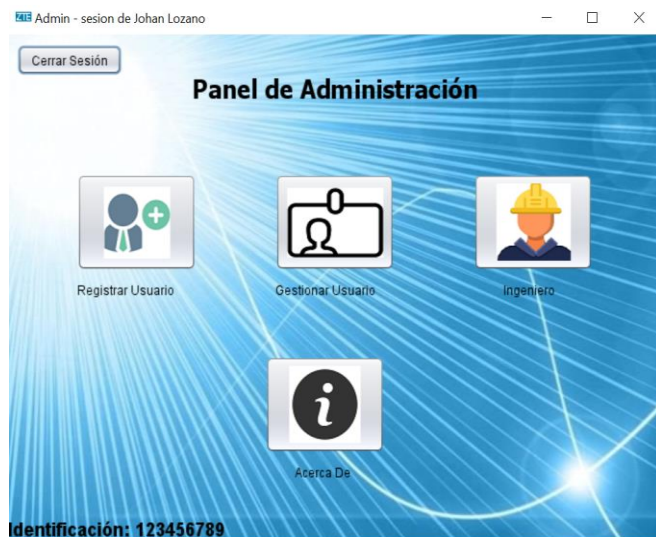 ZTE Admin - sesion de Johan Lozano
Cerrar Sesión
Panel de Administración
Registrar Usuario
Gestionar Usuario
Ingeniero
i
Acerca De
Identificación: 123456789